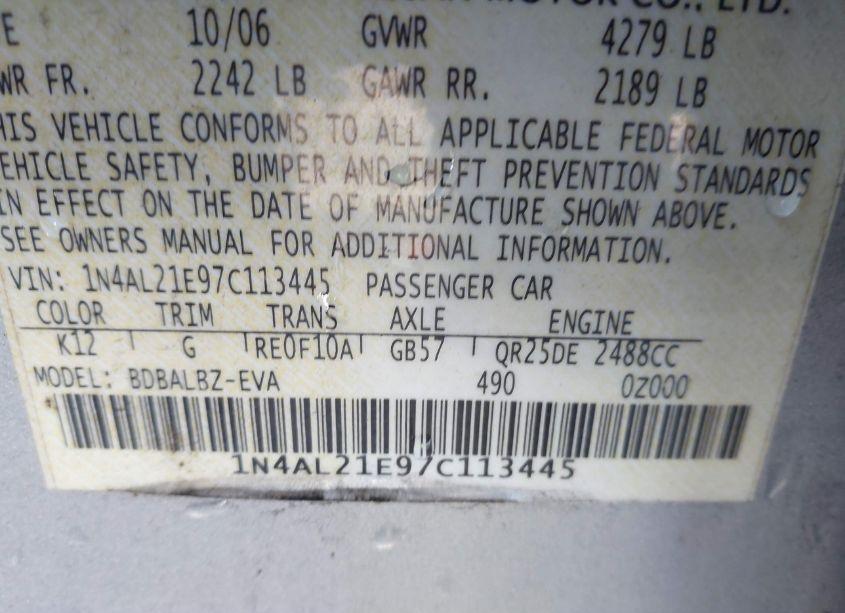 MOTOR CO., LTD.
E 10/06 GVWR 4279 LB
WR FR. 2242 LB GAWR RR. 2189 LB
HIS VEHICLE CONFORMS TO ALL APPLICABLE FEDERAL MOTOR
EHICLE SAFETY, BUMPER AND THEFT PREVENTION STANDARDS
IN EFFECT ON THE DATE OF MANUFACTURE SHOWN ABOVE.
SEE OWNERS MANUAL FOR ADDITIONAL INFORMATION.
VIN: 1N4AL21E97C113445 PASSENGER CAR
COLOR TRIM TRANS AXLE ENGINE
K12 G RE0F10A GB57 QR25DE 2488CC
MODEL: BDBALBZ-EVA 490 0Z000
1N4AL21E97C113445